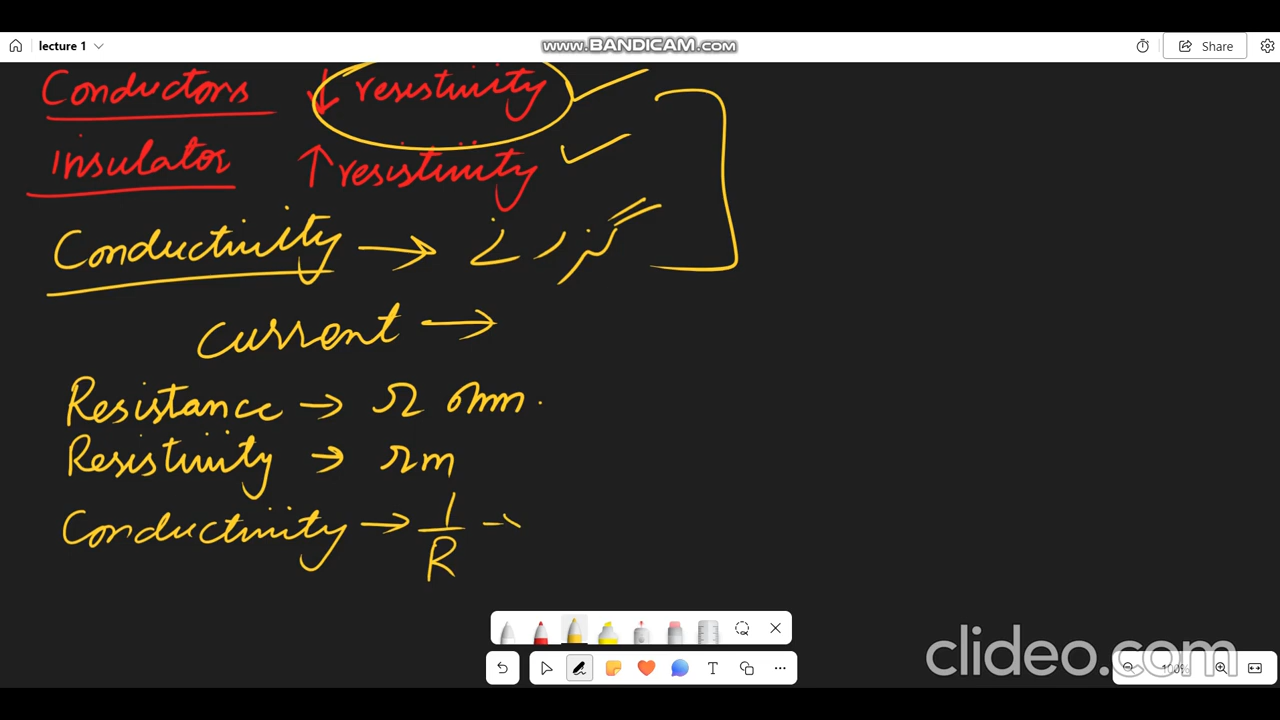 lecture 1
www.BANDICAM.com
Share
Conductors ↓ resistivity
insulator ↑ resistivity
Conductivity →
current →
Resistance → Ω ohm.
Resistivity → Ωm
Conductivity → 1/R →
T
100%
clideo.com